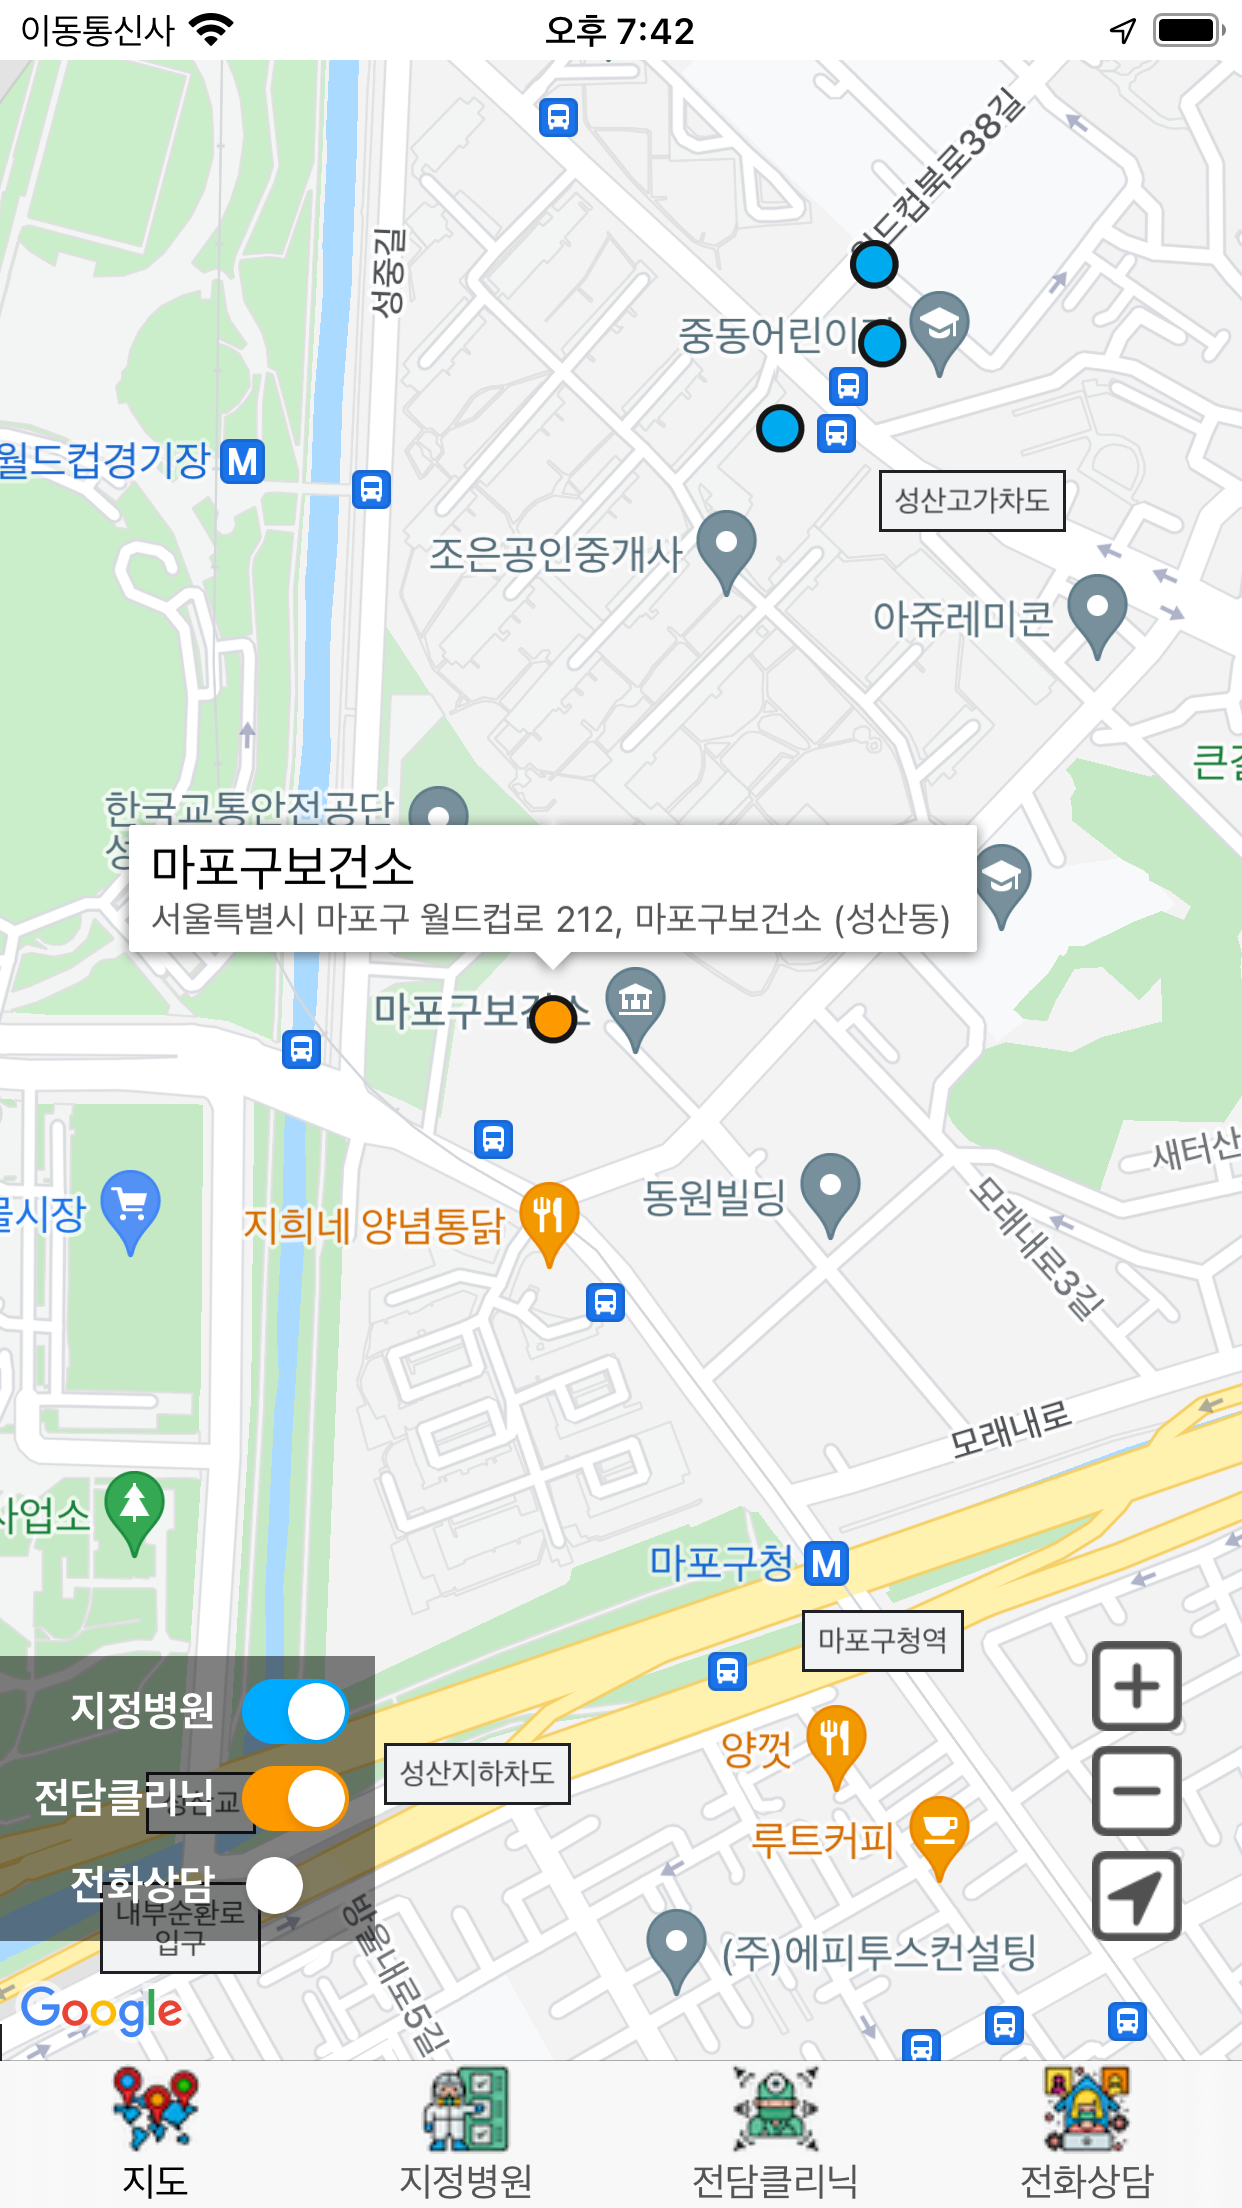 이동통신사
오후 7:42
월드컵북로38길
성중길
중동어린이
월드컵경기장 M
성산고가차도
조은공인중개사
아쥬레미콘
한국교통안전공단
마포구보건소
서울특별시 마포구 월드컵로 212, 마포구보건소 (성산동)
마포구보건소
새터산
동원빌딩
지희네 양념통닭
모래내로3길
모래내로
사업소
마포구청 M
마포구청역
지정병원
양껏
성산지하차도
전담클리닉
성산교
루트커피
전화상담
내부순환로
입구
방울내로5길
(주)에피투스컨설팅
Google
지도
지정병원
전담클리닉
전화상담